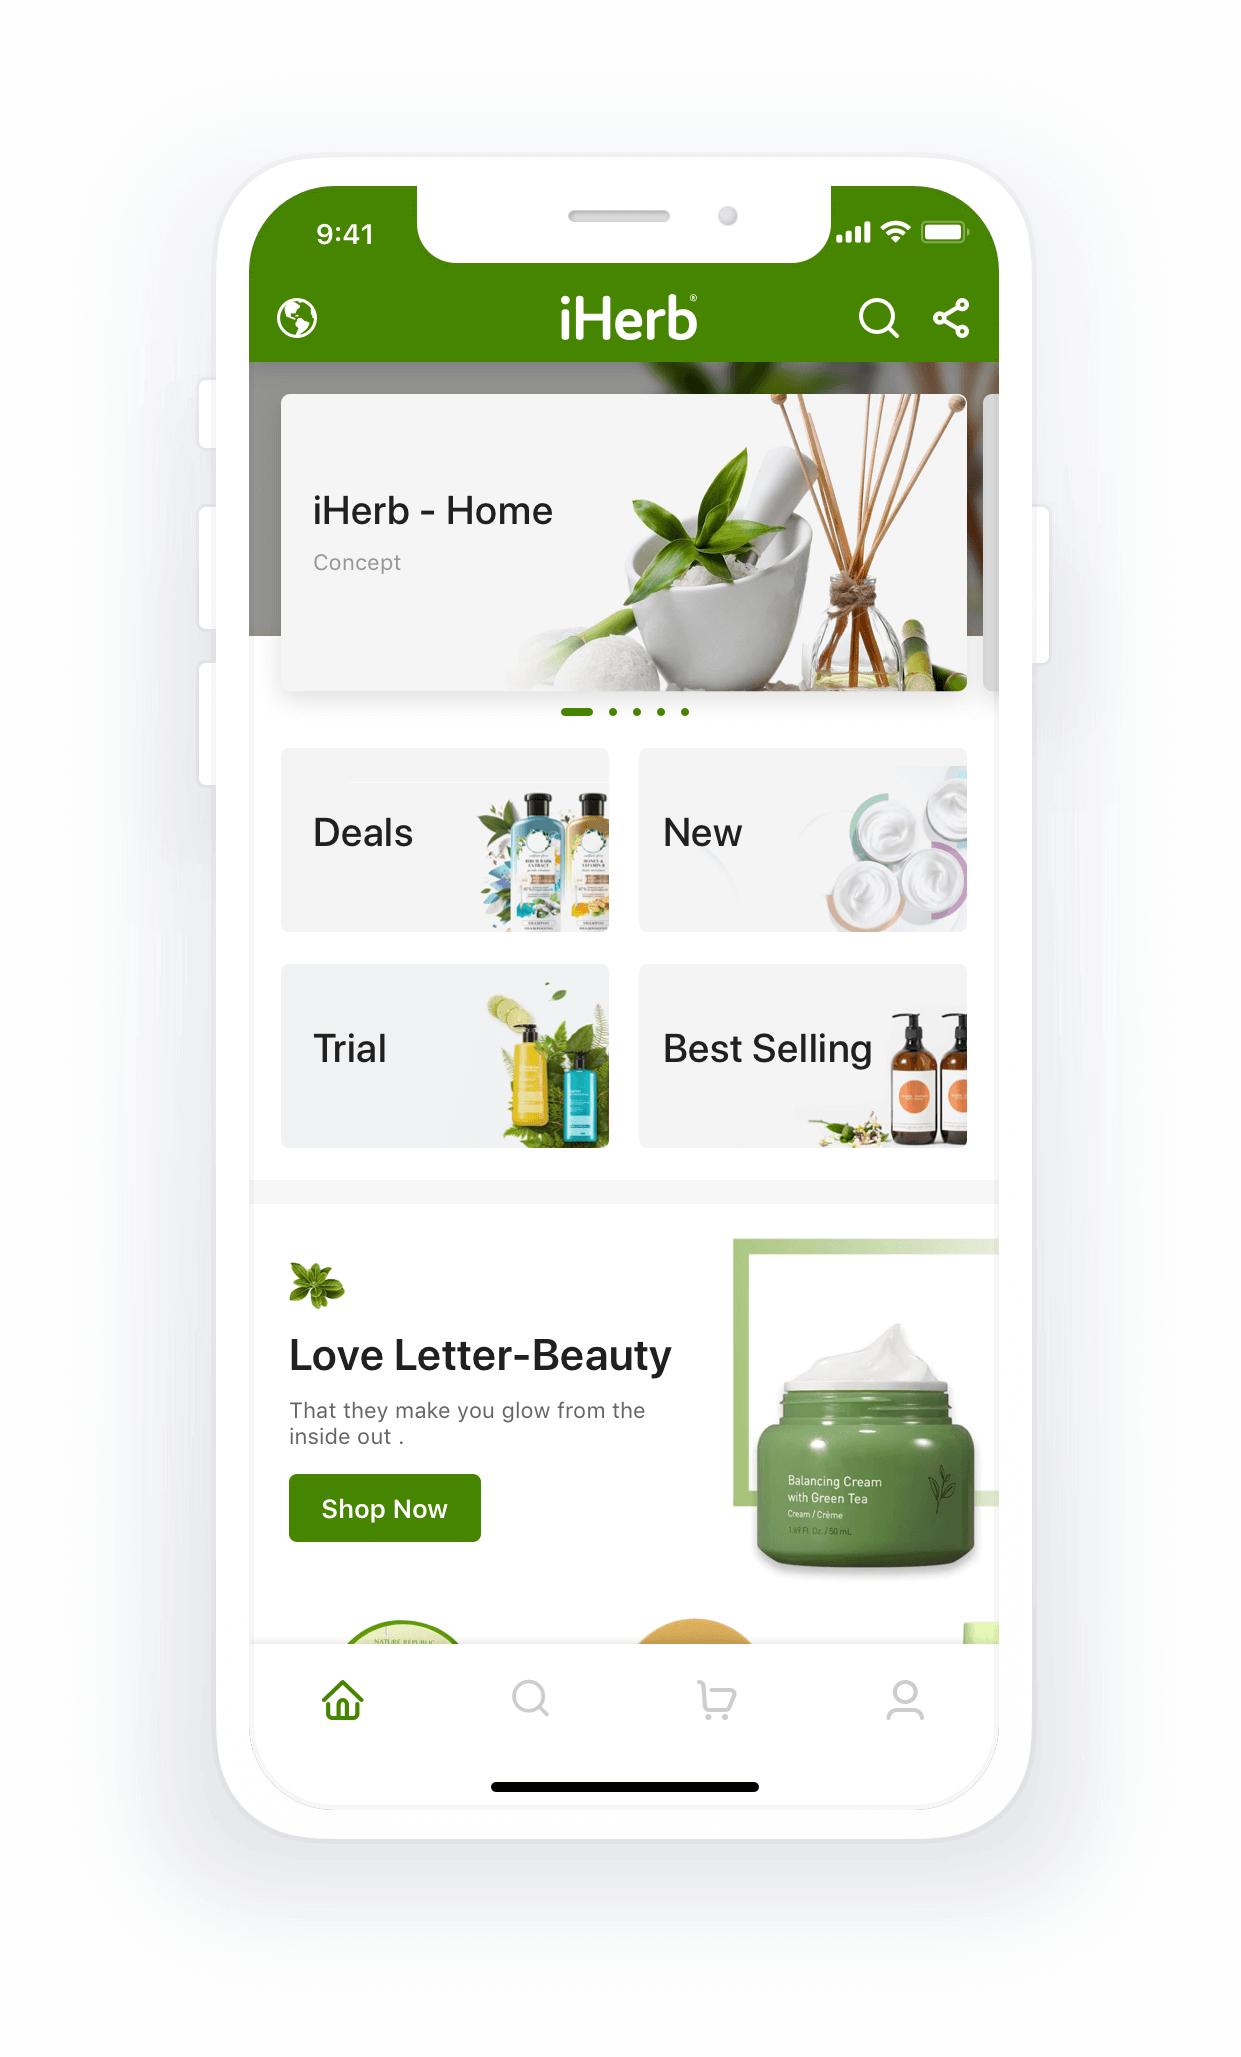 9:41
iHerb®
iHerb - Home
Concept
Deals
New
Trial
Best Selling
Love Letter-Beauty
That they make you glow from the
inside out .
Shop Now
Balancing Cream
with Green Tea
Cream / Crème
1.69 Fl. Oz. / 50 mL
NATURE REPUBLIC